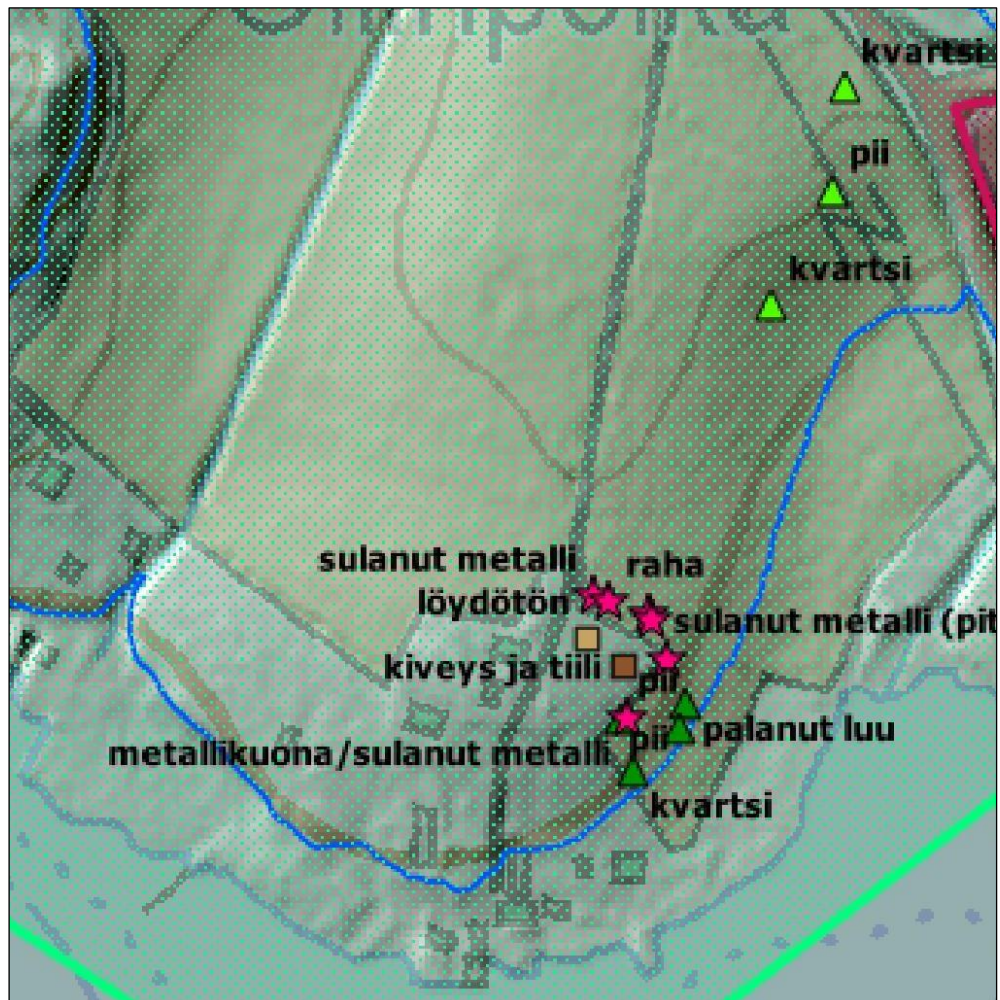 kvartsi
pii
kvartsi
sulanut metalli
raha
löydötön
sulanut metalli (pit
kiveys ja tiili
pii
palanut luu
pii
metallikuona/sulanut metalli
kvartsi